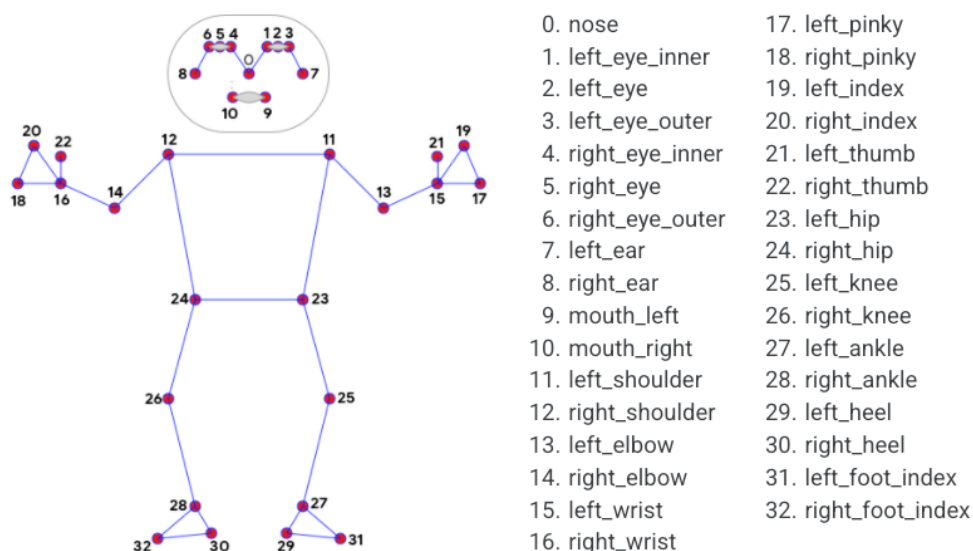 6 5 4 1 2 3
0
8 7
10 9
20 22 12 11 21 19
18 16 14 13 15 17
24 23
26 25
28 27
32 30 29 31
0. nose
1. left_eye_inner
2. left_eye
3. left_eye_outer
4. right_eye_inner
5. right_eye
6. right_eye_outer
7. left_ear
8. right_ear
9. mouth_left
10. mouth_right
11. left_shoulder
12. right_shoulder
13. left_elbow
14. right_elbow
15. left_wrist
16. right_wrist
17. left_pinky
18. right_pinky
19. left_index
20. right_index
21. left_thumb
22. right_thumb
23. left_hip
24. right_hip
25. left_knee
26. right_knee
27. left_ankle
28. right_ankle
29. left_heel
30. right_heel
31. left_foot_index
32. right_foot_index